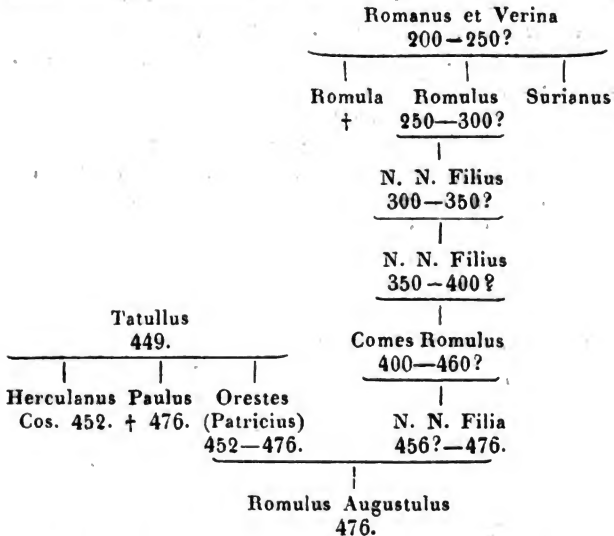 Romanus et Verina
200—250?
Romula Romulus Surianus
† 250—300?
N. N. Filius
300—350?
N. N. Filius
350—400?
Tatullus
449.
Comes Romulus
400—460?
Herculanus Paulus Orestes
Cos. 452. † 476. (Patricius)
452—476.
N. N. Filia
456?—476.
Romulus Augustulus
476.